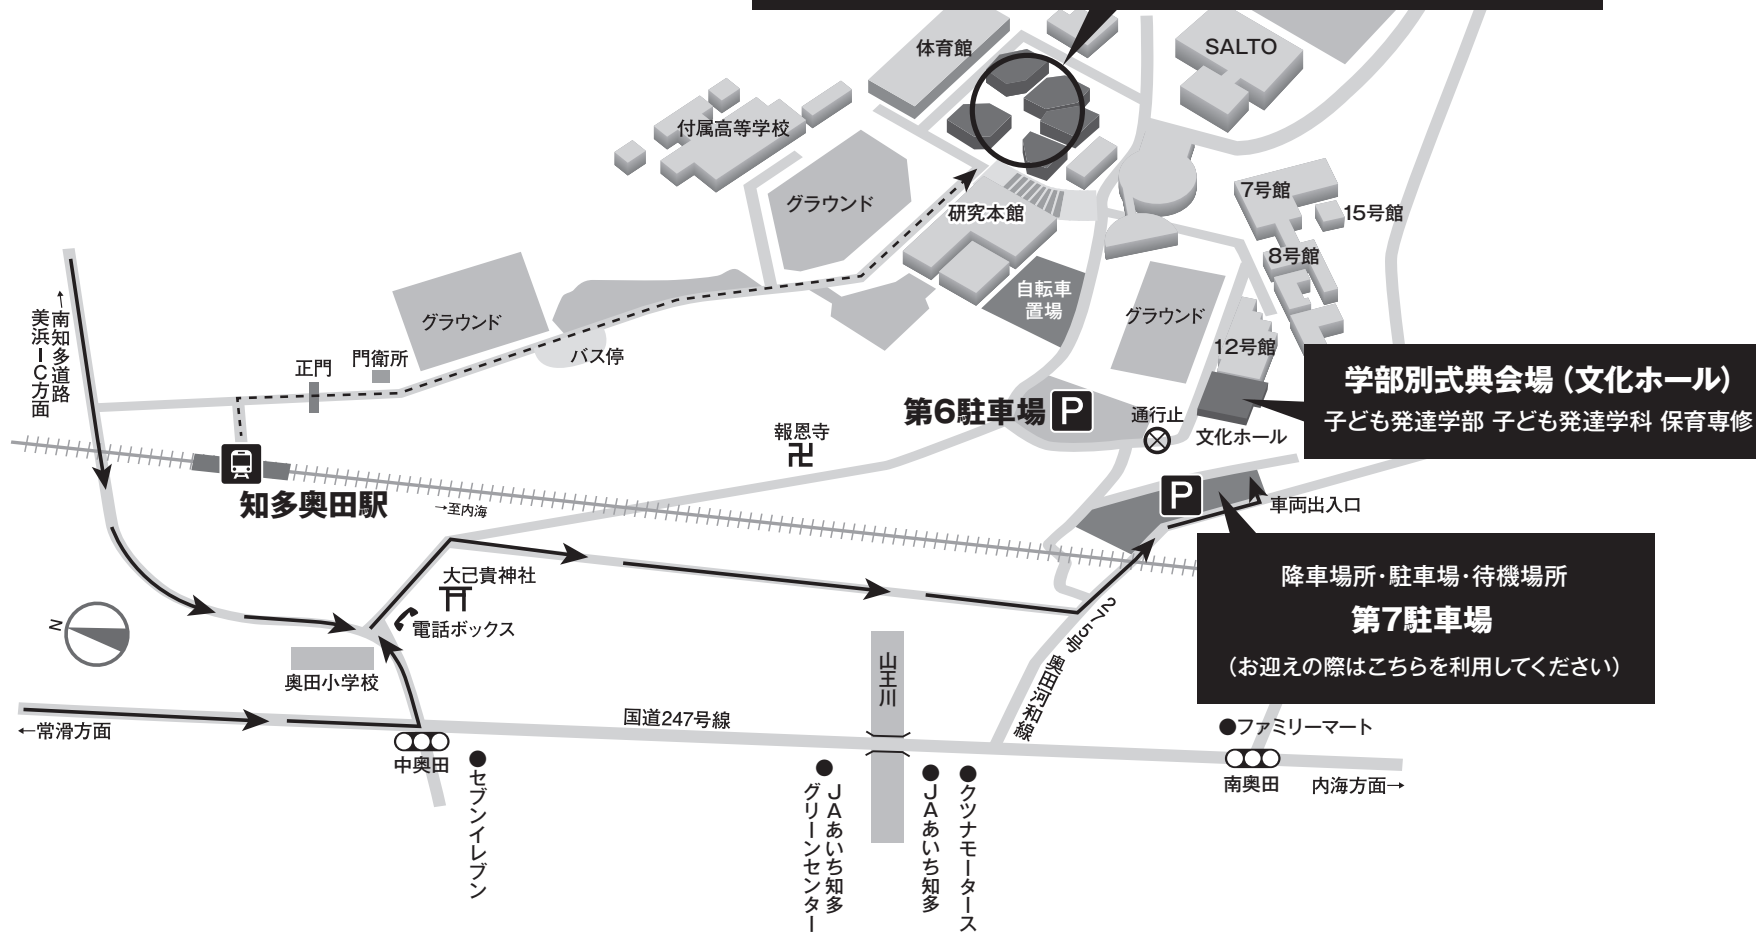 体育館
SALTO
付属高等学校
グラウンド
研究本館
7号館
15号館
8号館
自転車
置場
グラウンド
12号館
グラウンド
バス停
門衛所
正門
↑南知多道路
美浜IC方面
学部別式典会場（文化ホール）
子ども発達学部 子ども発達学科 保育専修
第6駐車場
P
通行止
文化ホール
報恩寺
卍
知多奥田駅
→至内海
P
車両出入口
降車場所・駐車場・待機場所
第7駐車場
（お迎えの際はこちらを利用してください）
大己貴神社
電話ボックス
N
奥田小学校
275号 奥田河和線
山王川
国道247号線
←常滑方面
中奥田
●セブンイレブン
●JAあいち知多
グリーンセンター
●JAあいち知多
●クツナモータース
●ファミリーマート
南奥田
内海方面→